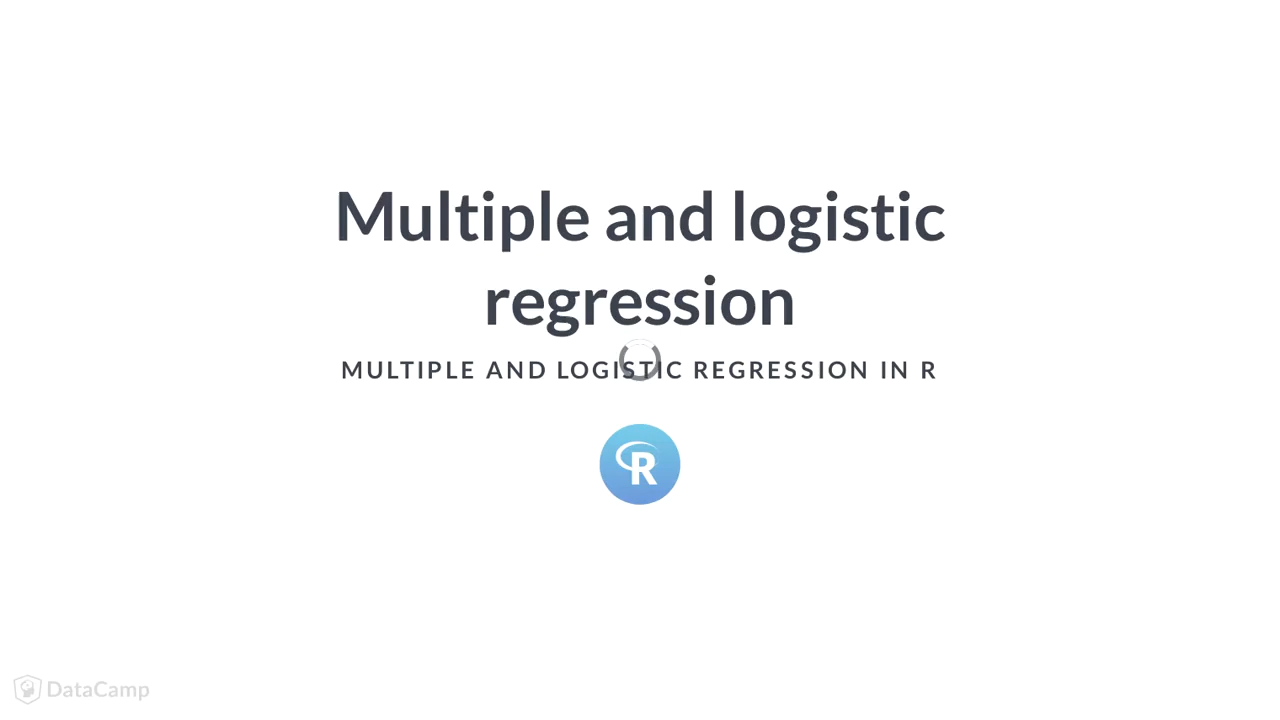 Multiple and logistic
regression
MULTIPLE AND LOGISTIC REGRESSION IN R
R
DataCamp